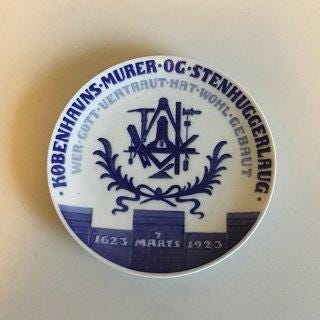 · KØBENHAVNS · MURER · OG · STENHUGGERLAUG ·
WER · GOTT · VERTRAUT · HAT · WOHL · GEBAUT
1623 7 MARTS 1923